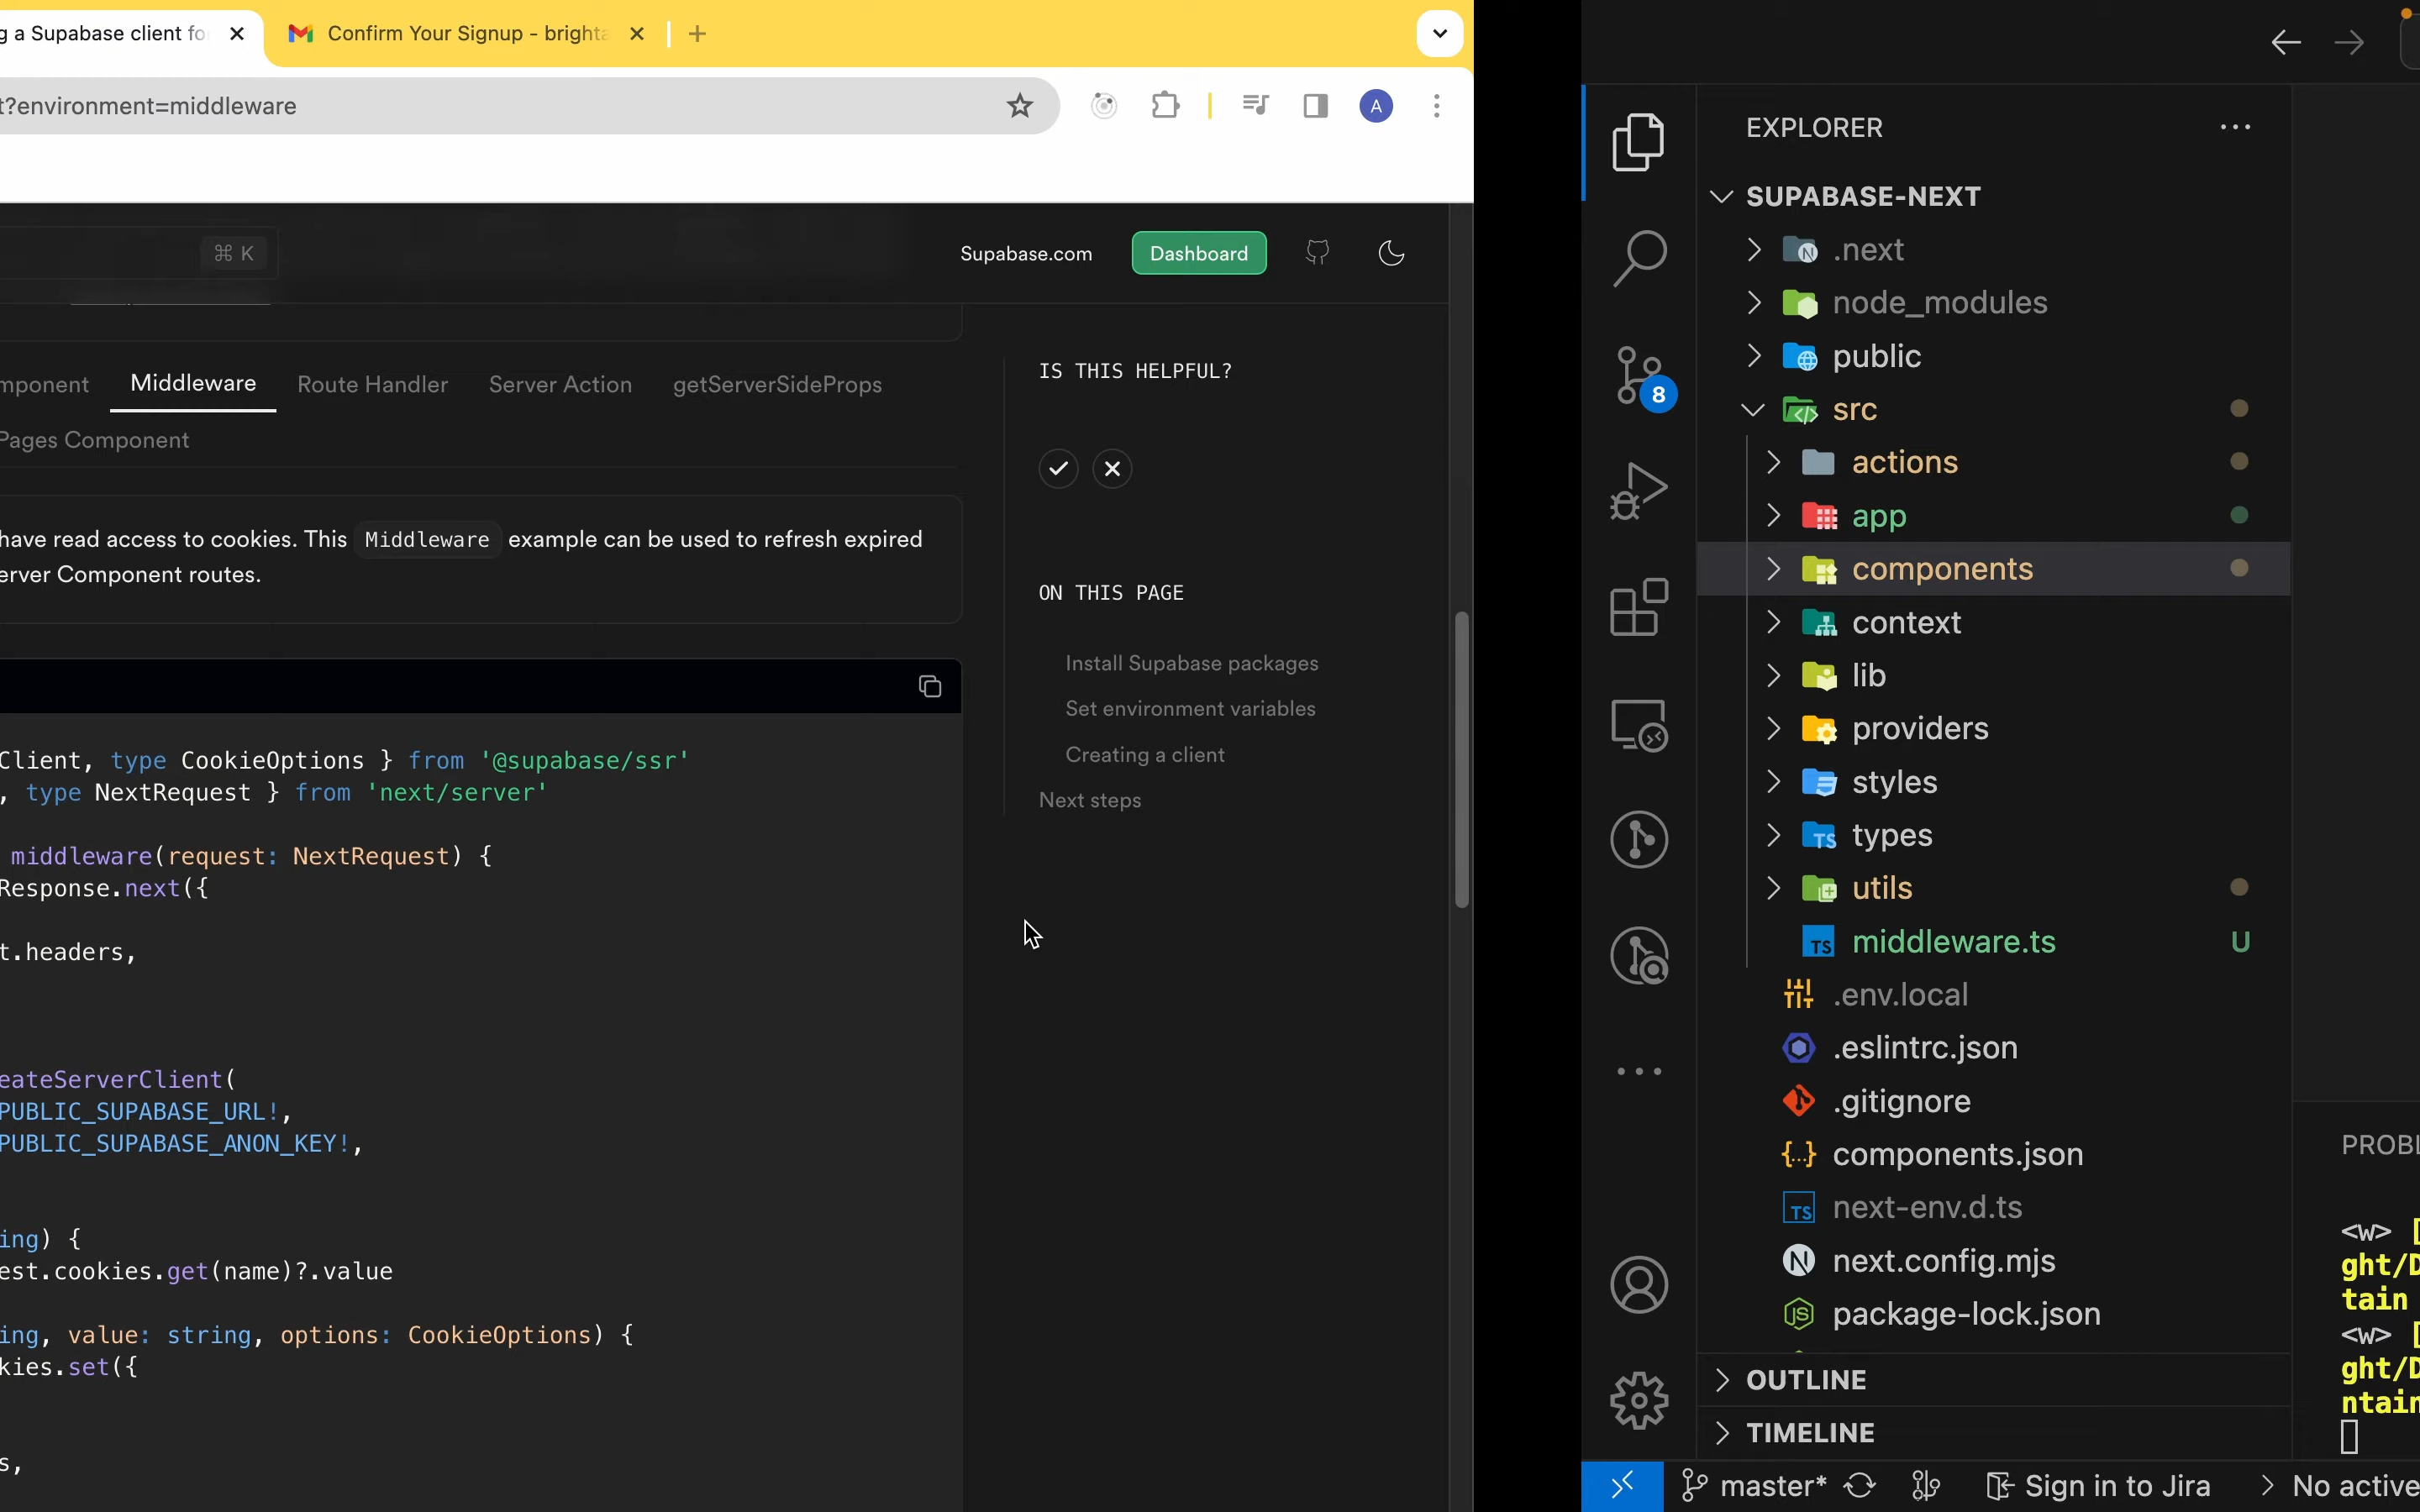 g a Supabase client fo
Confirm Your Signup - brighta
t?environment=middleware
A
⌘ K
Supabase.com
Dashboard
mponent
Middleware
Route Handler
Server Action
getServerSideProps
Pages Component
have read access to cookies. This Middleware example can be used to refresh expired
erver Component routes.
Client, type CookieOptions } from '@supabase/ssr'
, type NextRequest } from 'next/server'
middleware(request: NextRequest) {
Response.next({
t.headers,
eateServerClient(
PUBLIC_SUPABASE_URL!,
PUBLIC_SUPABASE_ANON_KEY!,
ing) {
est.cookies.get(name)?.value
ing, value: string, options: CookieOptions) {
kies.set({
s,
IS THIS HELPFUL?
ON THIS PAGE
Install Supabase packages
Set environment variables
Creating a client
Next steps
EXPLORER
SUPABASE-NEXT
.next
node_modules
public
8
src
actions
app
components
context
lib
providers
styles
types
utils
middleware.ts U
.env.local
.eslintrc.json
.gitignore
components.json
next-env.d.ts
next.config.mjs
package-lock.json
OUTLINE
TIMELINE
PROBL
<w> [
ght/D
tain
<w> [
ght/D
ntain
master*
Sign in to Jira
No active